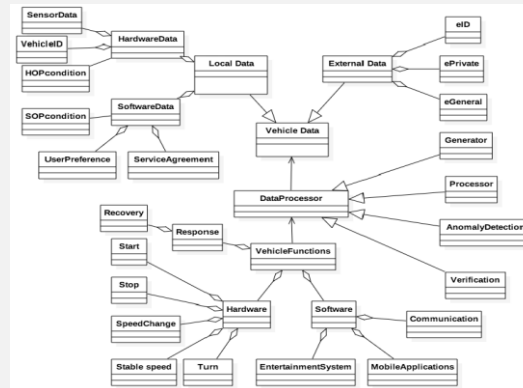 SensorData
eID
VehicleID
HardwareData
Local Data
External Data
ePrivate
HOPcondition
SoftwareData
eGeneral
SOPcondition
Vehicle Data
UserPreference
ServiceAgreement
Generator
DataProcessor
Processor
Recovery
Response
AnomalyDetection
Start
VehicleFunctions
Verification
Stop
Hardware
Software
Communication
SpeedChange
Stable speed
Turn
EntertainmentSystem
MobileApplications